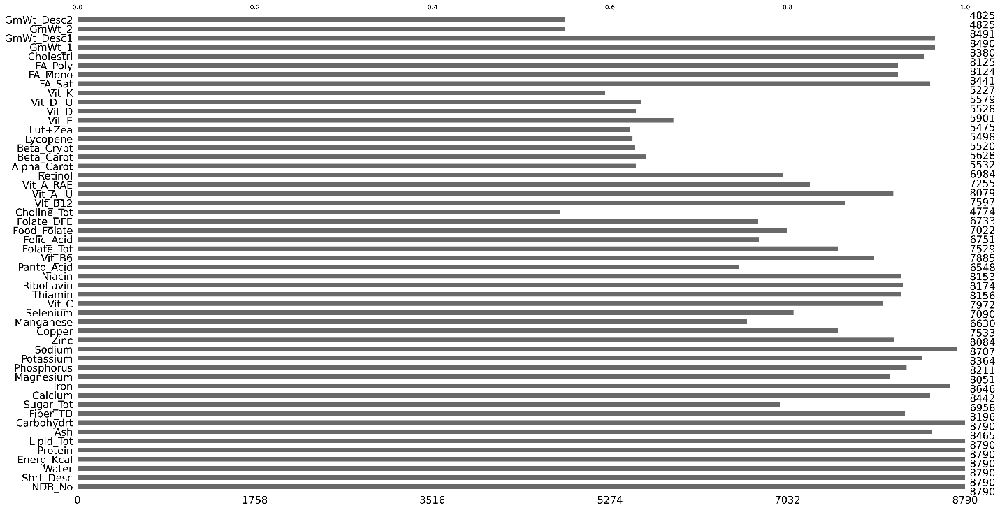 0.0 0.2 0.4 0.6 0.8 1.0
GmWt_Desc2 4825
GmWt_2 4825
GmWt_Desc1 8491
GmWt_1 8490
Cholestrl 8380
FA_Poly 8125
FA_Mono 8124
FA_Sat 8441
Vit_K 5227
Vit_D_IU 5579
Vit_D 5528
Vit_E 5901
Lut+Zea 5475
Lycopene 5498
Beta_Crypt 5520
Beta_Carot 5628
Alpha_Carot 5532
Retinol 6984
Vit_A_RAE 7255
Vit_A_IU 8079
Vit_B12 7597
Choline_Tot 4774
Folate_DFE 6733
Food_Folate 7022
Folic_Acid 6751
Folate_Tot 7529
Vit_B6 7885
Panto_Acid 6548
Niacin 8153
Riboflavin 8174
Thiamin 8156
Vit_C 7972
Selenium 7090
Manganese 6630
Copper 7533
Zinc 8084
Sodium 8707
Potassium 8364
Phosphorus 8211
Magnesium 8051
Iron 8646
Calcium 8442
Sugar_Tot 6958
Fiber_TD 8196
Carbohydrt 8790
Ash 8465
Lipid_Tot 8790
Protein 8790
Energ_Kcal 8790
Water 8790
Shrt_Desc 8790
NDB_No 8790
0 1758 3516 5274 7032 8790